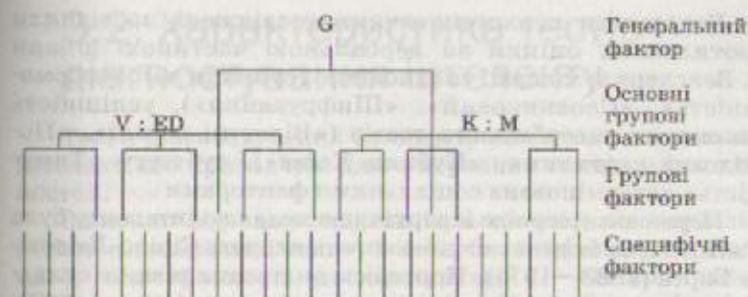 G
Генеральний
фактор
Основні
групові
фактори
V : ED
K : M
Групові
фактори
Специфічні
фактори